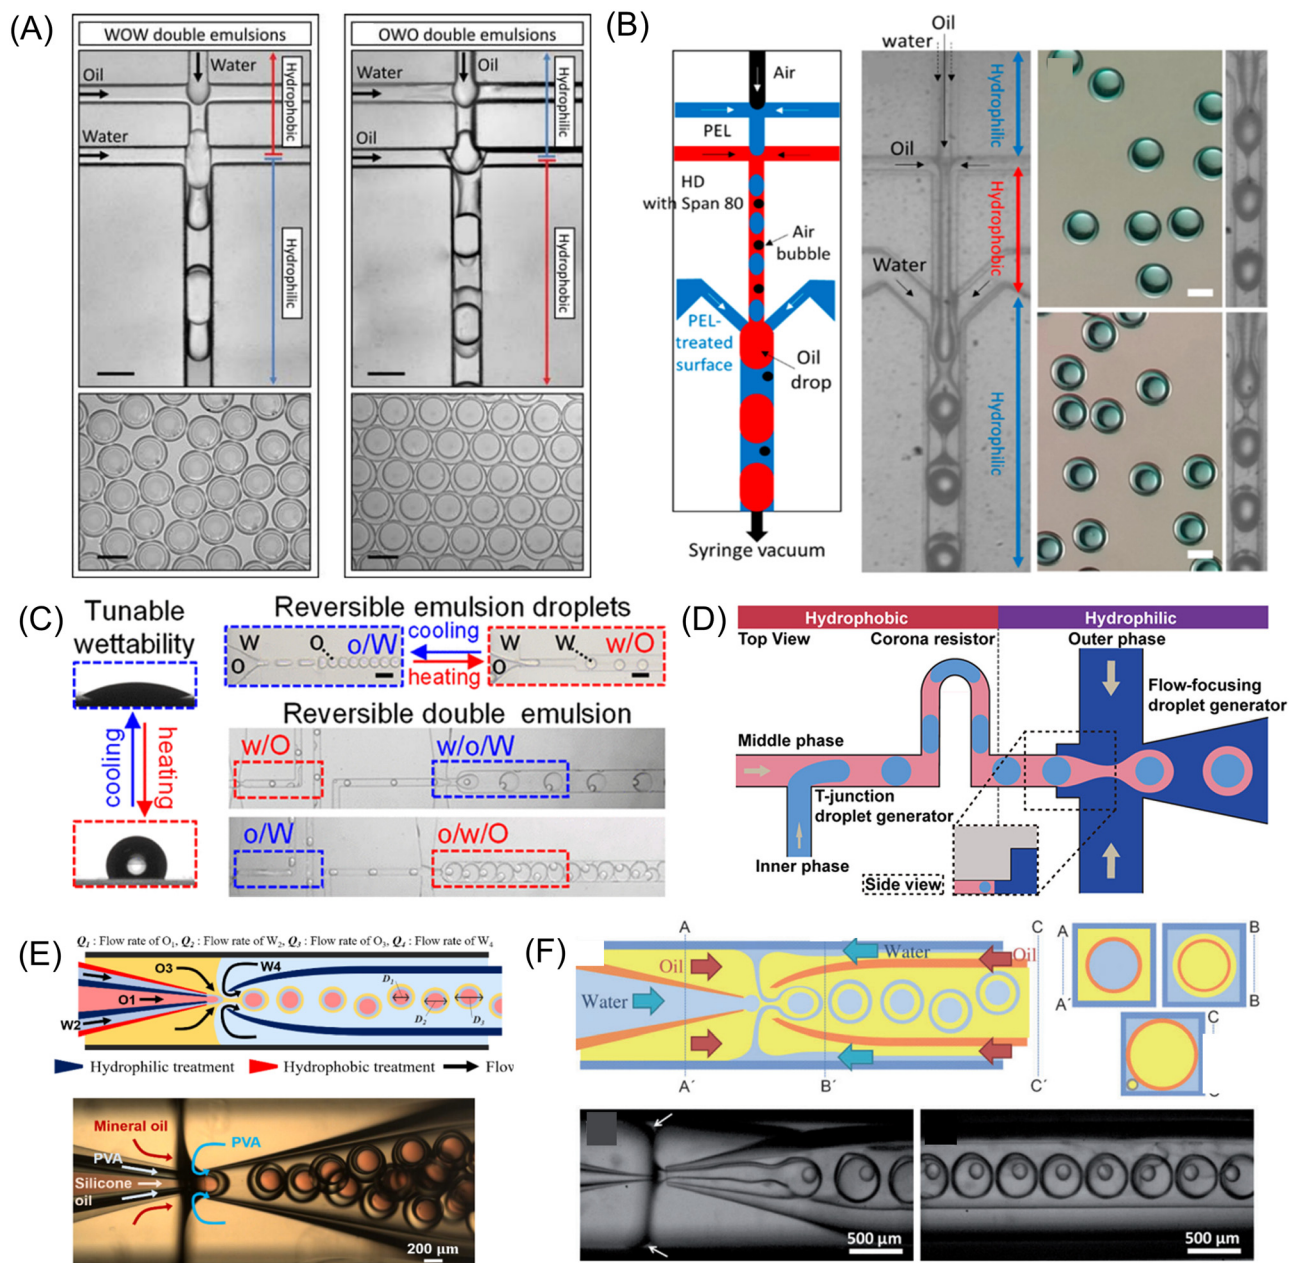 (A)
WOW double emulsions
Oil
Water
Water
Hydrophobic
Hydrophilic
OWO double emulsions
Water
Oil
Oil
Hydrophilic
Hydrophobic
(B)
Air
PEL
HD
with Span 80
Air
bubble
PEL-
treated
surface
Oil
drop
Syringe vacuum
Oil
water
Oil
Water
Hydrophilic
Hydrophobic
Hydrophilic
(C)
Tunable
wettability
cooling
heating
Reversible emulsion droplets
W
O
O
o/W
cooling
heating
W
O
W
w/O
Reversible double emulsion
w/O
w/o/W
o/W
o/w/O
(D)
Hydrophobic
Hydrophilic
Top View
Corona resistor
Outer phase
Flow-focusing
droplet generator
Middle phase
T-junction
droplet generator
Inner phase
Side view
(E)
Q1 : Flow rate of O1, Q2 : Flow rate of W2, Q3 : Flow rate of O3, Q4 : Flow rate of W4
O3
W4
O1
W2
D1
D2
D3
Hydrophilic treatment
Hydrophobic treatment
Flow
Mineral oil
PVA
PVA
Silicone
oil
200 µm
(F)
A
C
Oil
Water
Oil
Water
A´
B´
C´
A
A´
B
B
C
500 µm
500 µm